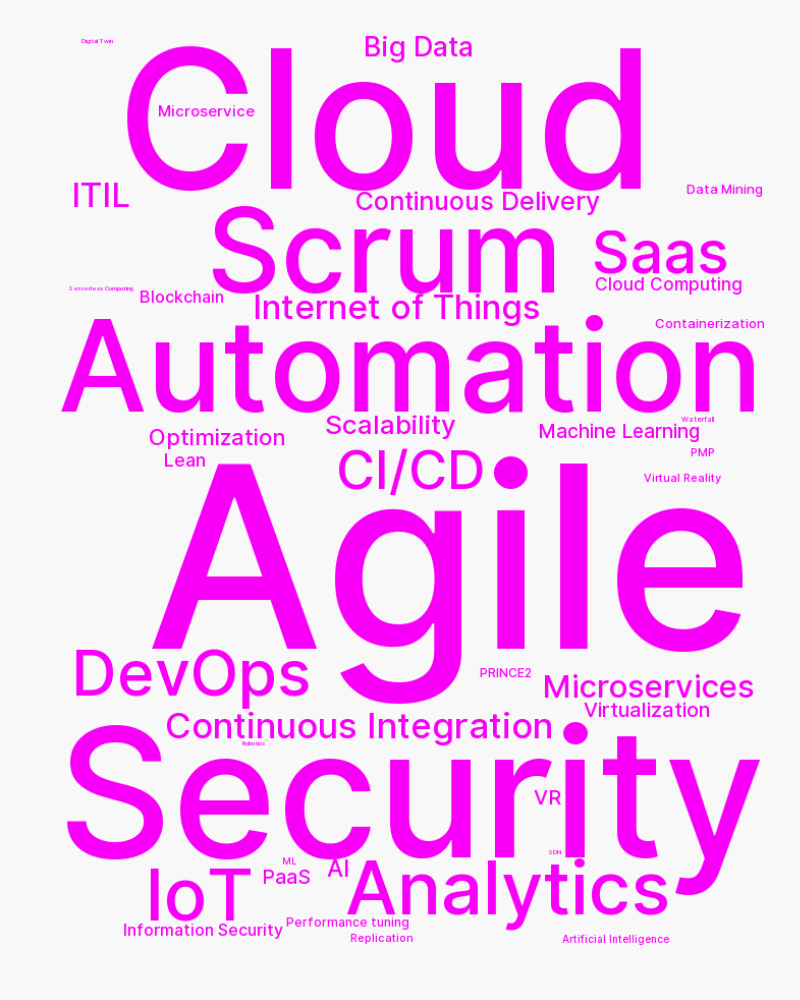 Digital Twin
Big Data
Cloud
Microservice
ITIL
Data Mining
Continuous Delivery
Scrum
Saas
Cloud Computing
Serverless Computing
Blockchain
Internet of Things
Containerization
Automation
Waterfall
Scalability
Machine Learning
Optimization
PMP
Lean
CI/CD
Virtual Reality
Agile
DevOps
PRINCE2
Microservices
Virtualization
Continuous Integration
Robotics
Security
VR
SDN
ML
AI
PaaS
IoT
Analytics
Performance tuning
Information Security
Replication
Artificial Intelligence